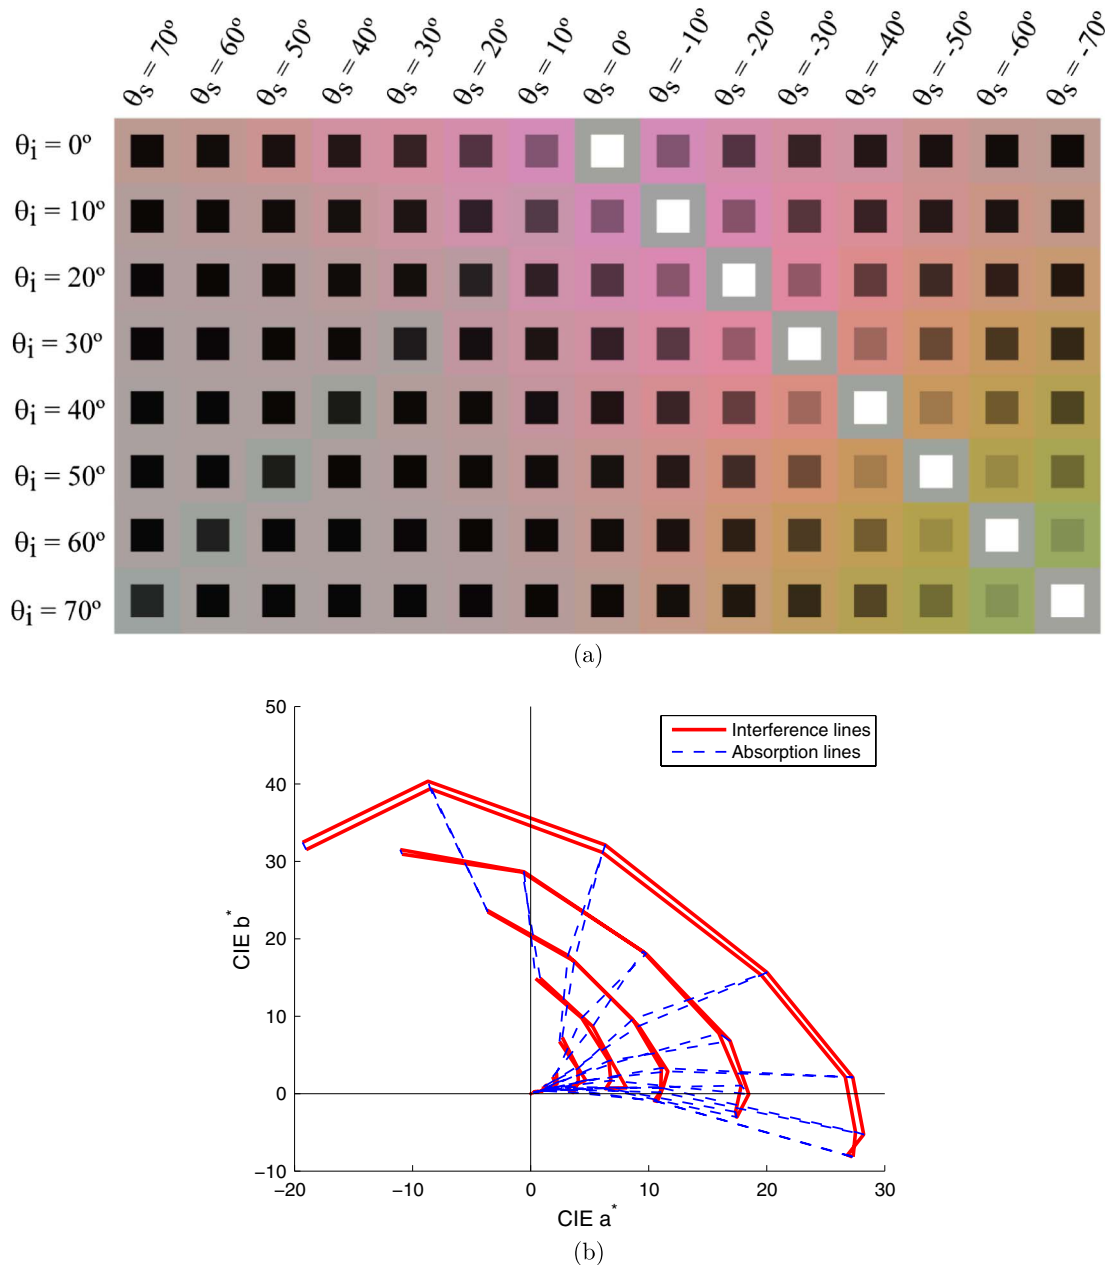 θs = 70º θs = 60º θs = 50º θs = 40º θs = 30º θs = 20º θs = 10º θs = 0º θs = -10º θs = -20º θs = -30º θs = -40º θs = -50º θs = -60º θs = -70º
θi = 0º
θi = 10º
θi = 20º
θi = 30º
θi = 40º
θi = 50º
θi = 60º
θi = 70º
(a)
50
Interference lines
Absorption lines
40
30
20
CIE b*
10
0
−10
−20 −10 0 10 20 30
CIE a*
(b)